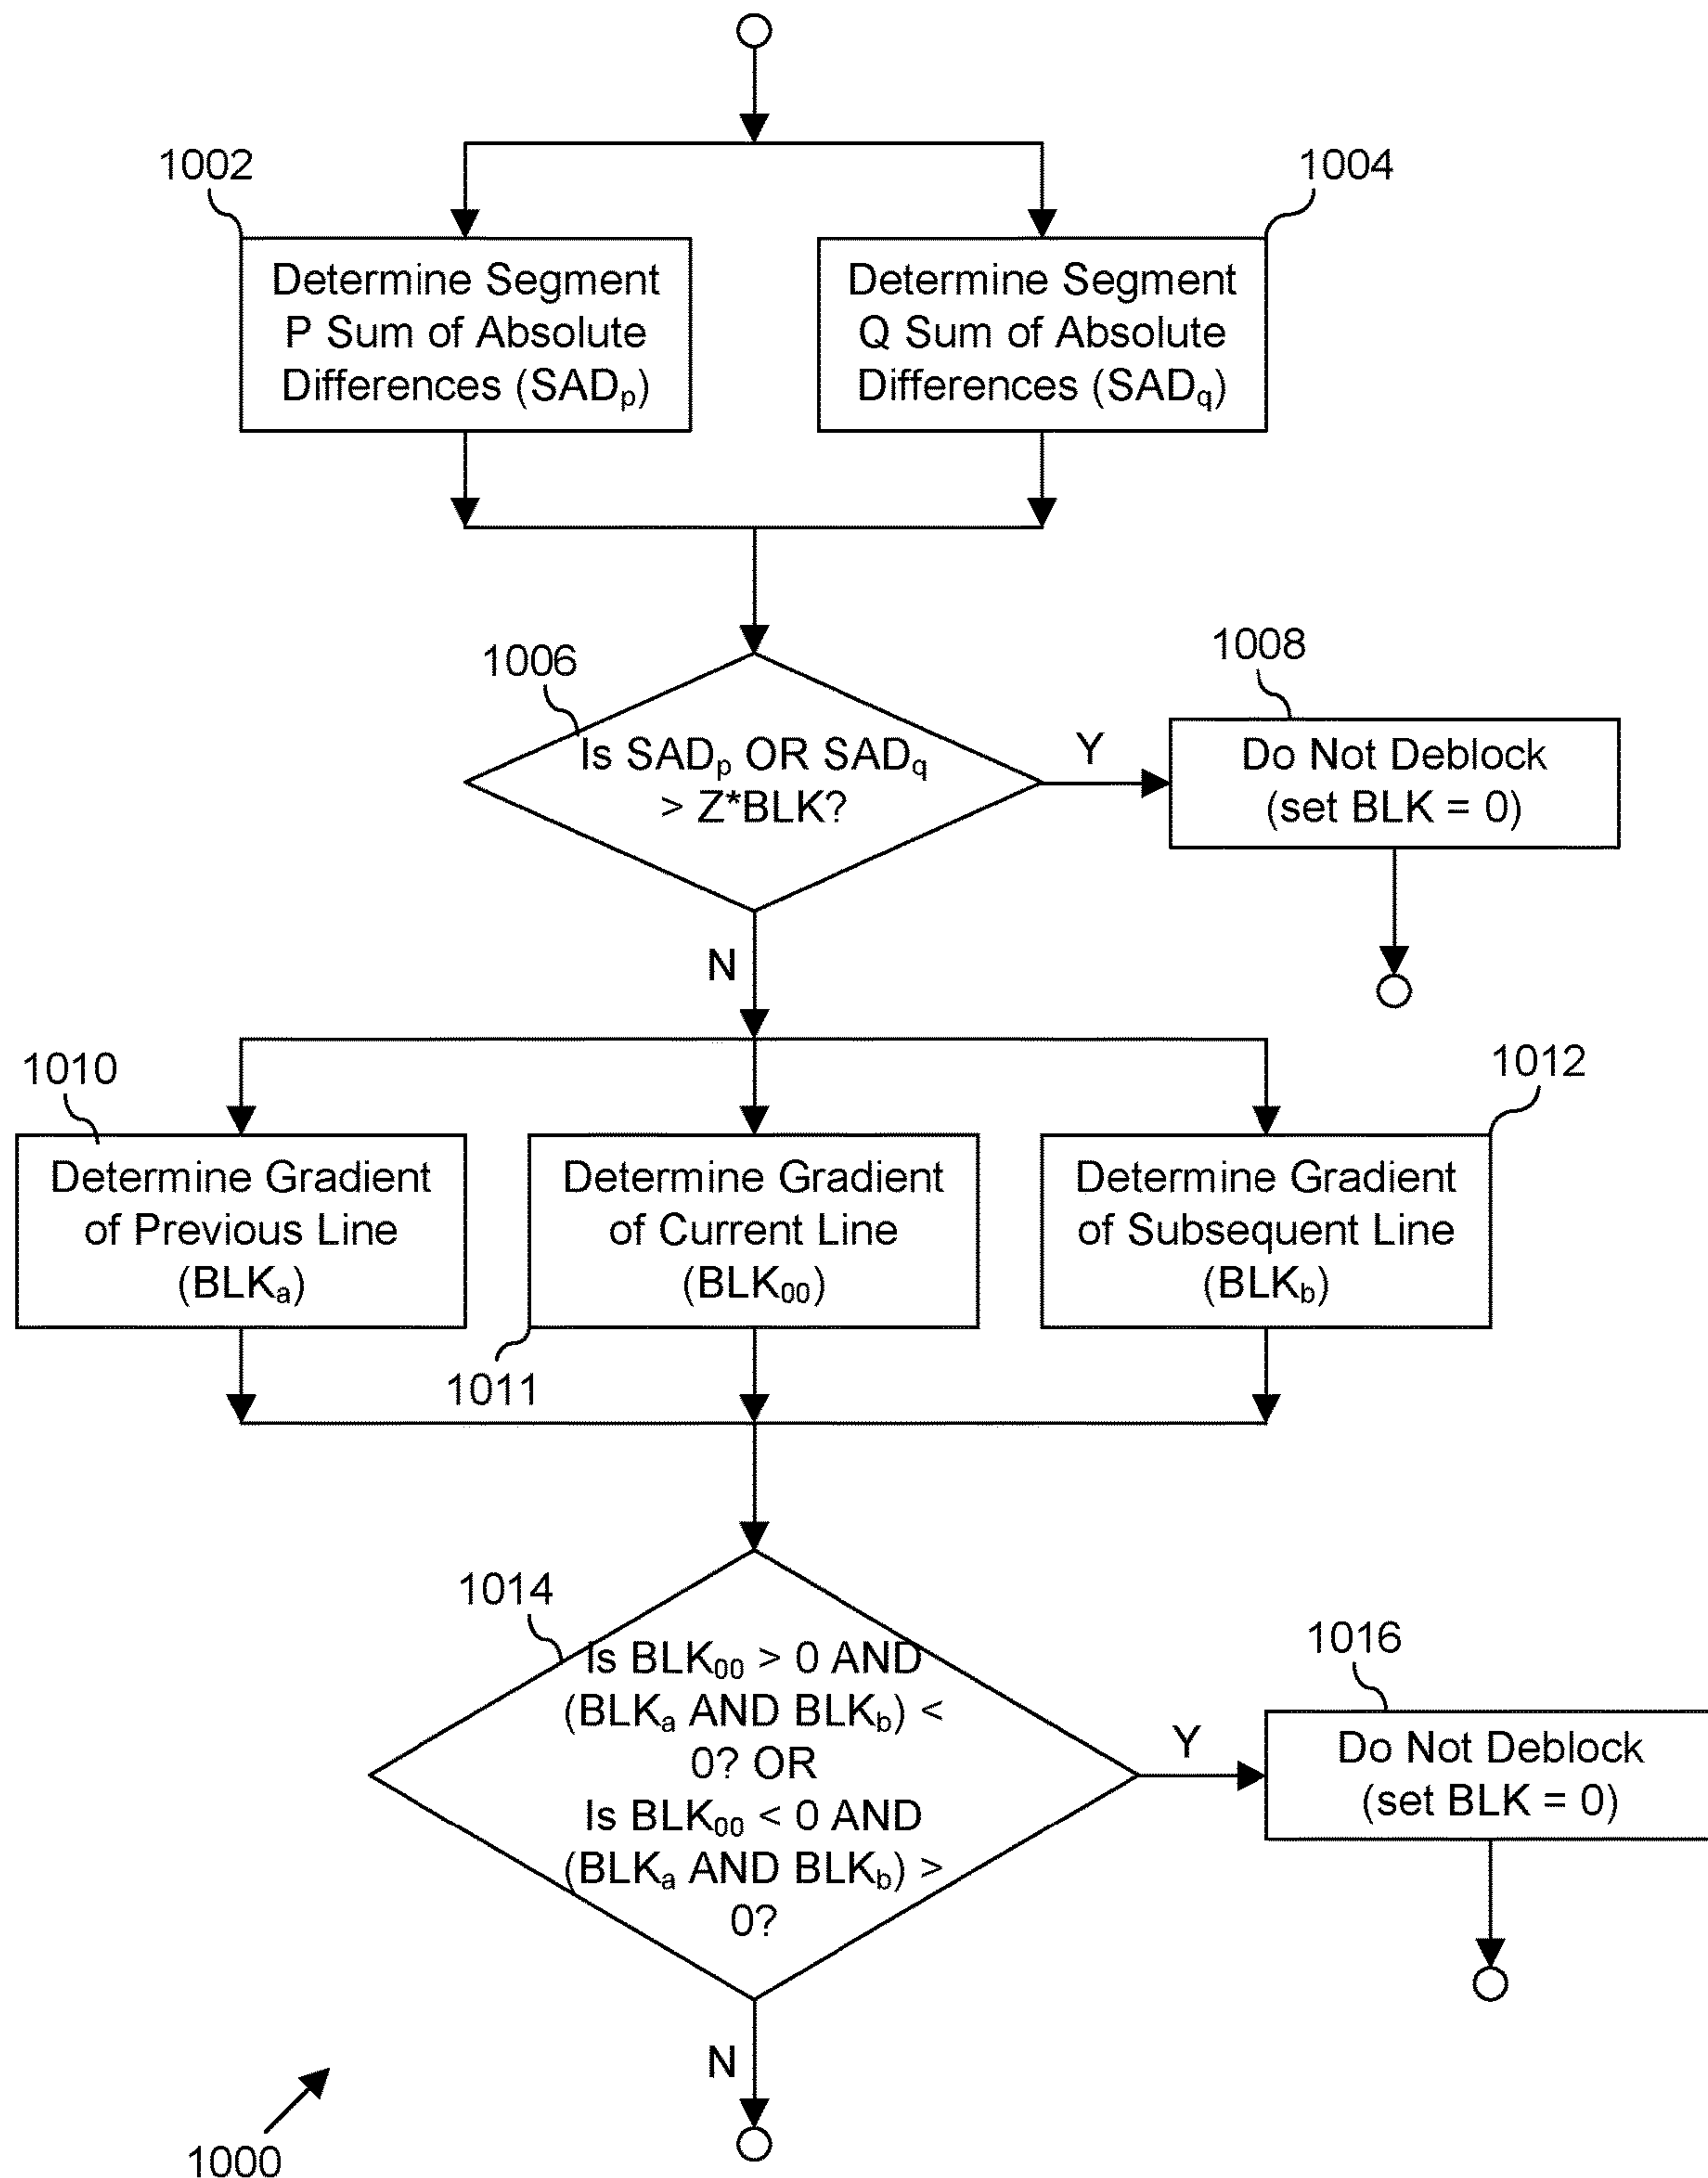 1002
1004
Determine Segment
P Sum of Absolute
Differences (SADp)
Determine Segment
Q Sum of Absolute
Differences (SADq)
1006
Is SADp OR SADq
> Z*BLK?
Y
1008
Do Not Deblock
(set BLK = 0)
N
1010
Determine Gradient
of Previous Line
(BLKa)
1011
Determine Gradient
of Current Line
(BLK00)
1012
Determine Gradient
of Subsequent Line
(BLKb)
1014
Is BLK00 > 0 AND
(BLKa AND BLKb) <
0? OR
Is BLK00 < 0 AND
(BLKa AND BLKb) >
0?
Y
1016
Do Not Deblock
(set BLK = 0)
N
1000